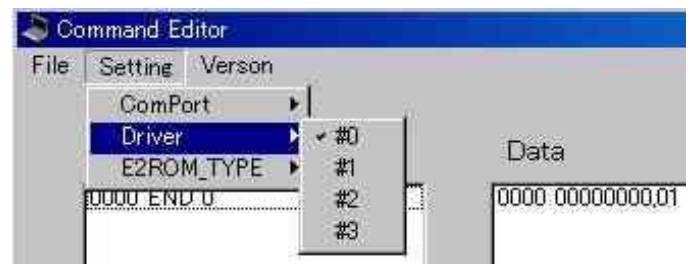 Command Editor
File Setting Verson
ComPort
Driver
E2ROM_TYPE
#0
#1
#2
#3
Data
0000 END 0
0000 00000000,01